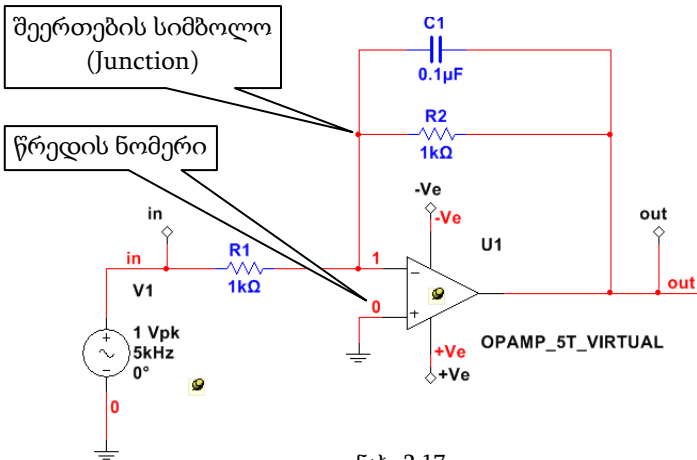 შეერთების სიმბოლო
(Junction)
C1
0.1µF
R2
1kΩ
წრედის ნომერი
-Ve
-Ve
in
out
U1
R1
in
1
1kΩ
out
V1
0
1 Vpk
5kHz
0°
OPAMP_5T_VIRTUAL
+Ve
+Ve
0